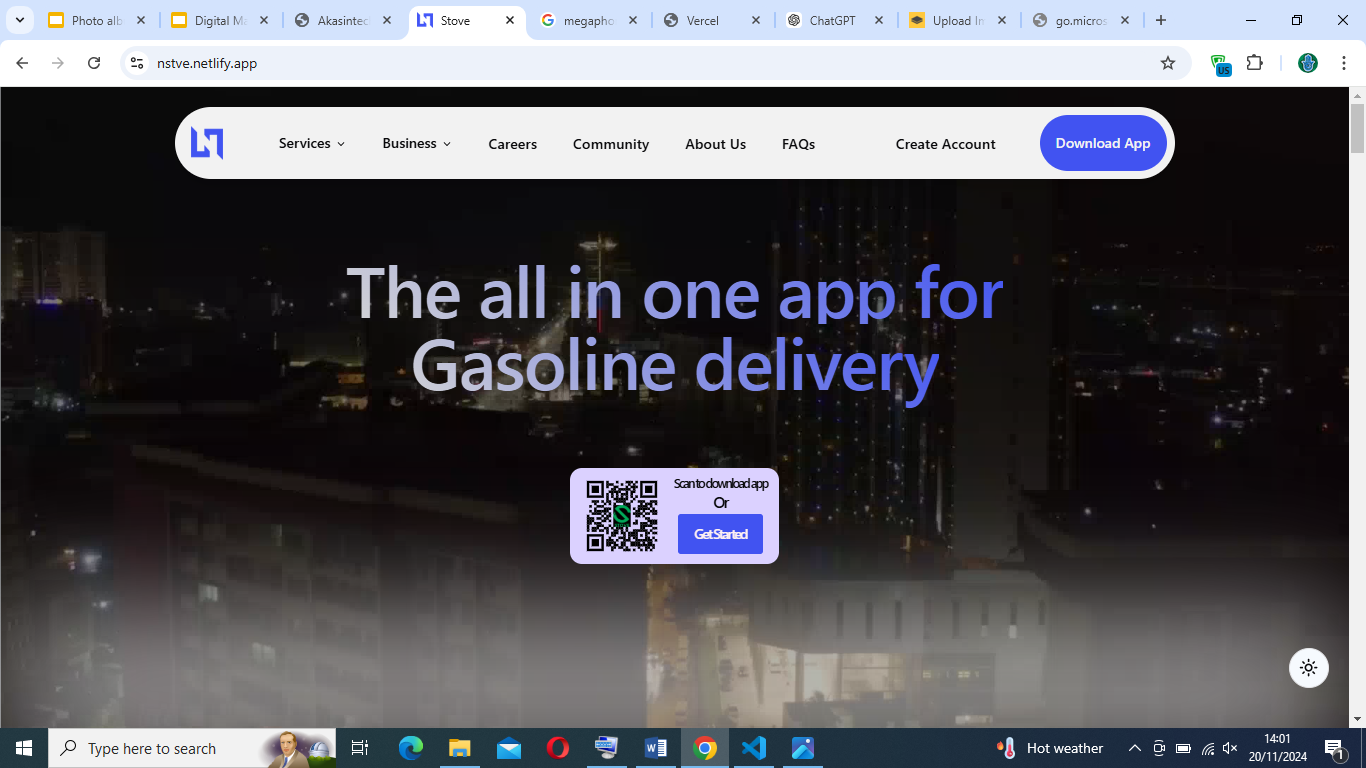 Photo alb
Digital Ma
Akasintec
Stove
megapho
Vercel
ChatGPT
Upload Im
go.micros
nstve.netlify.app
US
Services
Business
Careers
Community
About Us
FAQs
Create Account
Download App
The all in one app for
Gasoline delivery
Scan to download app
Or
Get Started
Type here to search
Hot weather
14:01
20/11/2024
1